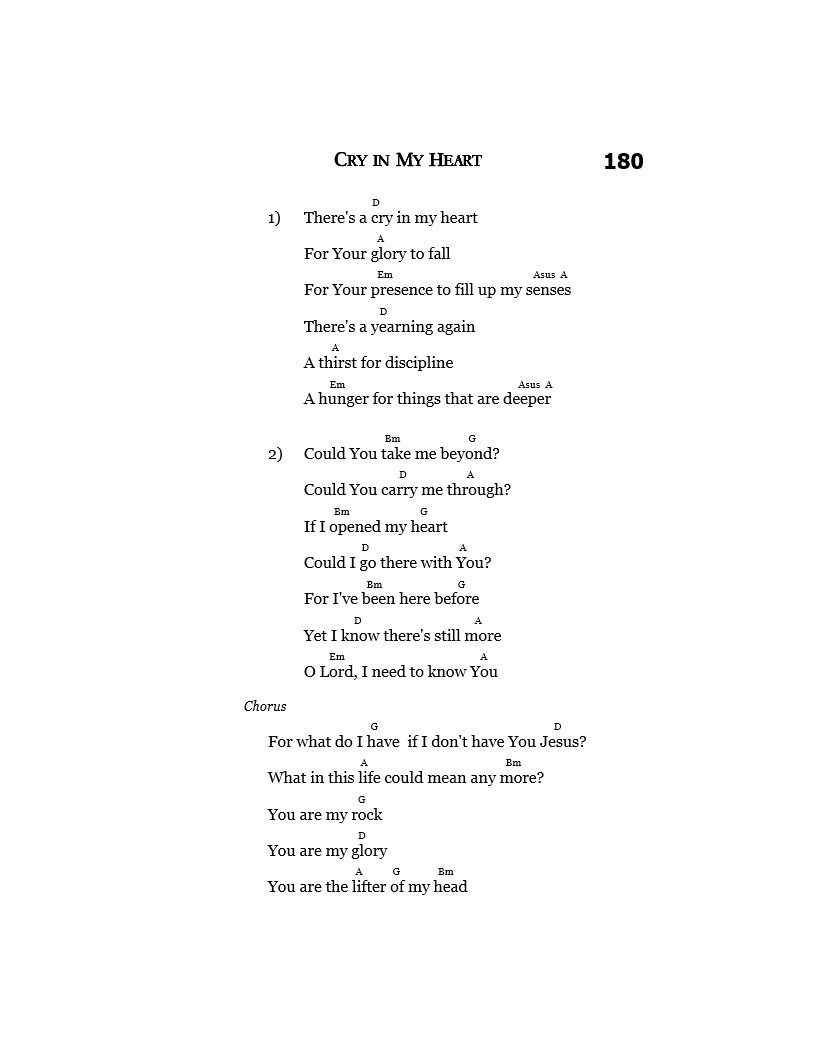 CRY IN MY HEART 180
D
1) There's a cry in my heart
A
For Your glory to fall
Em Asus A
For Your presence to fill up my senses
D
There's a yearning again
A
A thirst for discipline
Em Asus A
A hunger for things that are deeper
Bm G
2) Could You take me beyond?
D A
Could You carry me through?
Bm G
If I opened my heart
D A
Could I go there with You?
Bm G
For I've been here before
D A
Yet I know there's still more
Em A
O Lord, I need to know You
Chorus
G D
For what do I have if I don't have You Jesus?
A Bm
What in this life could mean any more?
G
You are my rock
D
You are my glory
A G Bm
You are the lifter of my head